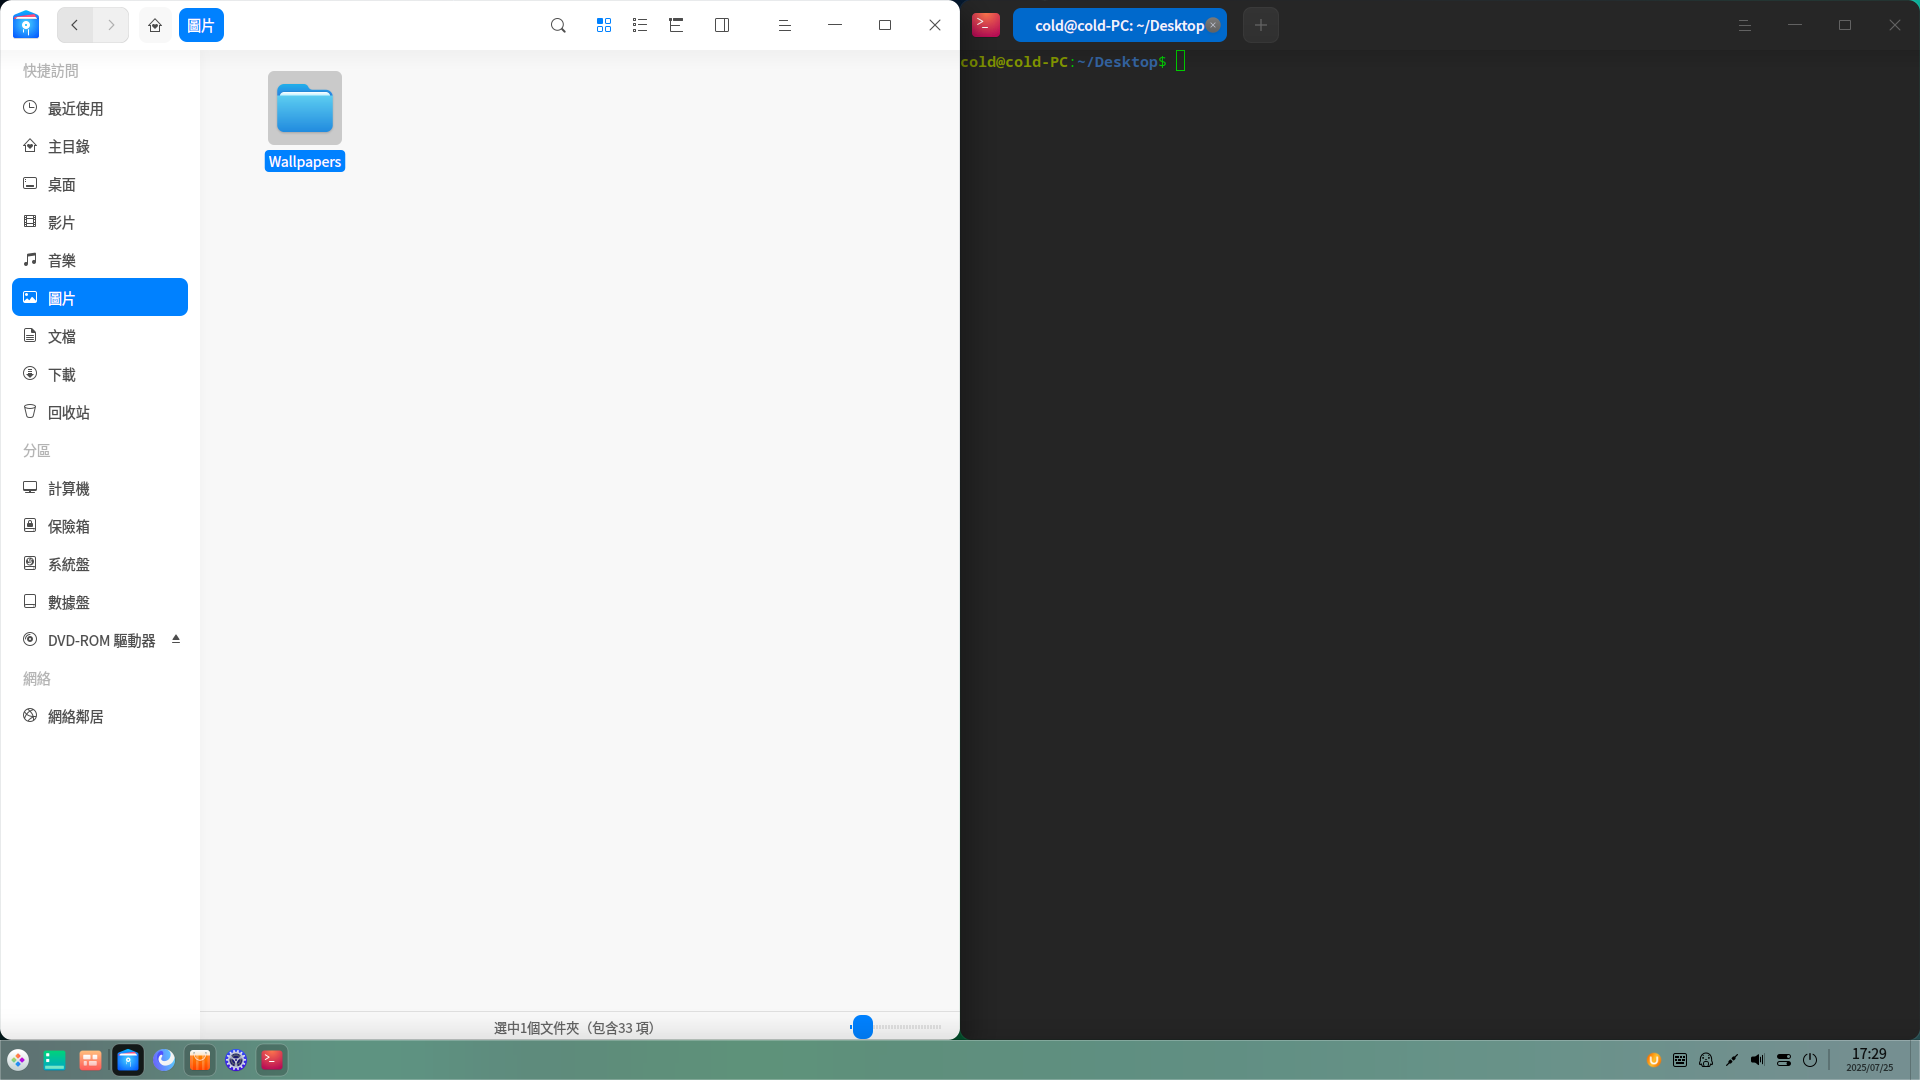 圖片
快捷訪問
最近使用
主目錄
桌面
影片
音樂
圖片
文檔
下載
回收站
分區
計算機
保險箱
系統盤
數據盤
DVD-ROM 驅動器
網絡
網絡鄰居
Wallpapers
選中1個文件夾（包含33 項）
cold@cold-PC: ~/Desktop
cold@cold-PC:~/Desktop$
17:29
2025/07/25